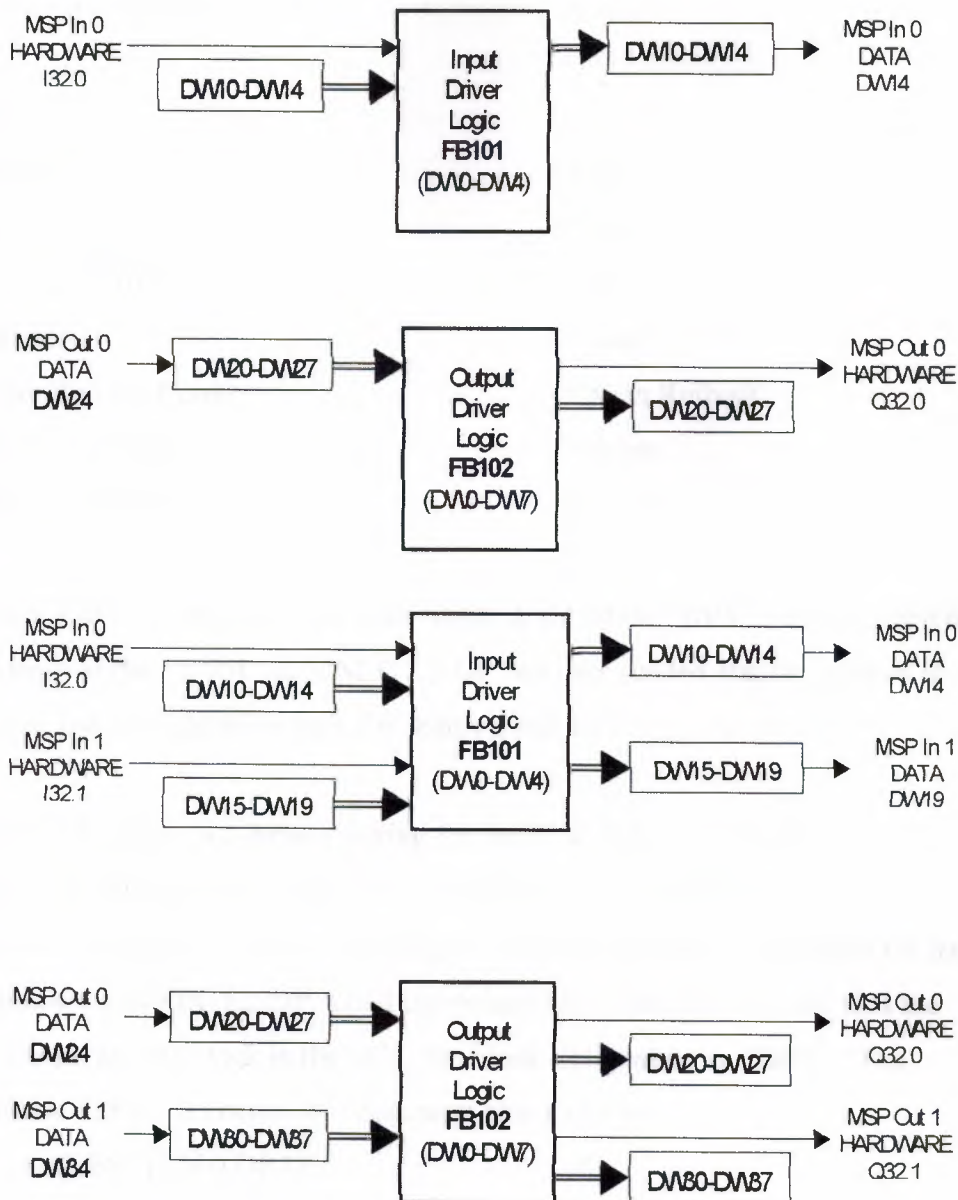 MSP In 0
HARDWARE
I32.0
DW10-DW14
Input
Driver
Logic
FB101
(DW0-DW4)
DW10-DW14
MSP In 0
DATA
DW14
MSP Out 0
DATA
DW24
DW20-DW27
Output
Driver
Logic
FB102
(DW0-DW7)
MSP Out 0
HARDWARE
Q32.0
DW20-DW27
MSP In 0
HARDWARE
I32.0
DW10-DW14
MSP In 1
HARDWARE
I32.1
DW15-DW19
Input
Driver
Logic
FB101
(DW0-DW4)
DW10-DW14
MSP In 0
DATA
DW14
DW15-DW19
MSP In 1
DATA
DW19
MSP Out 0
DATA
DW24
DW20-DW27
MSP Out 1
DATA
DW84
DW80-DW87
Output
Driver
Logic
FB102
(DW0-DW7)
MSP Out 0
HARDWARE
Q32.0
DW20-DW27
MSP Out 1
HARDWARE
Q32.1
DW80-DW87